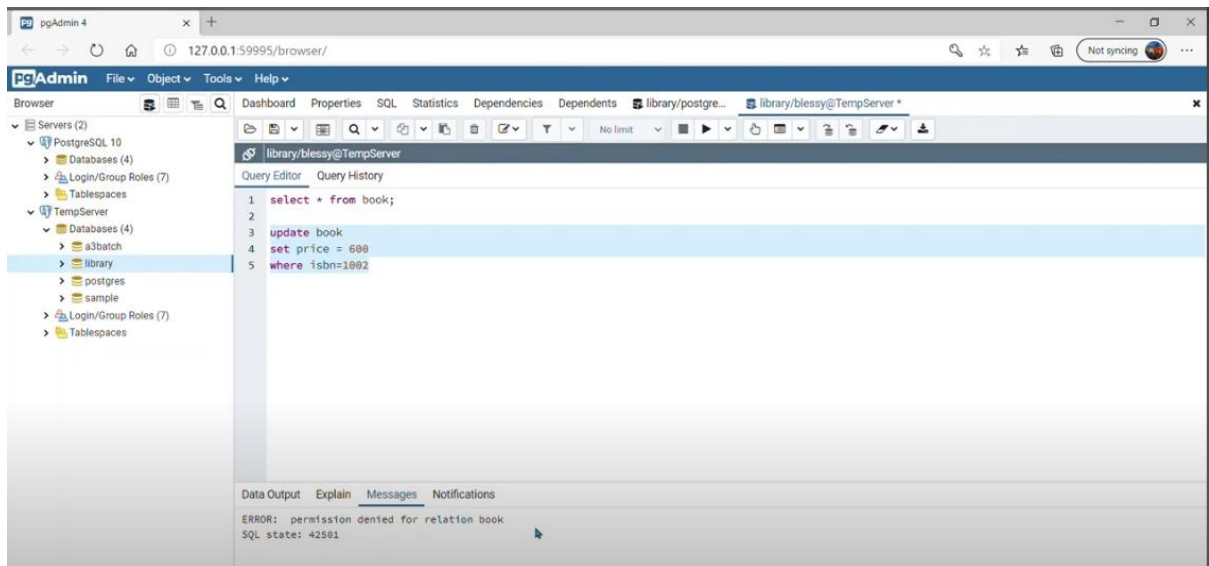 pgAdmin 4
127.0.0.1:59995/browser/
Not syncing
pgAdmin File Object Tools Help
Browser
Dashboard Properties SQL Statistics Dependencies Dependents library/postgre... library/blessy@TempServer *
Servers (2)
PostgreSQL 10
Databases (4)
Login/Group Roles (7)
Tablespaces
TempServer
Databases (4)
a3batch
library
postgres
sample
Login/Group Roles (7)
Tablespaces
No limit
library/blessy@TempServer
Query Editor Query History
1 select * from book;
2
3 update book
4 set price = 600
5 where isbn=1002
Data Output Explain Messages Notifications
ERROR: permission denied for relation book
SQL state: 42501